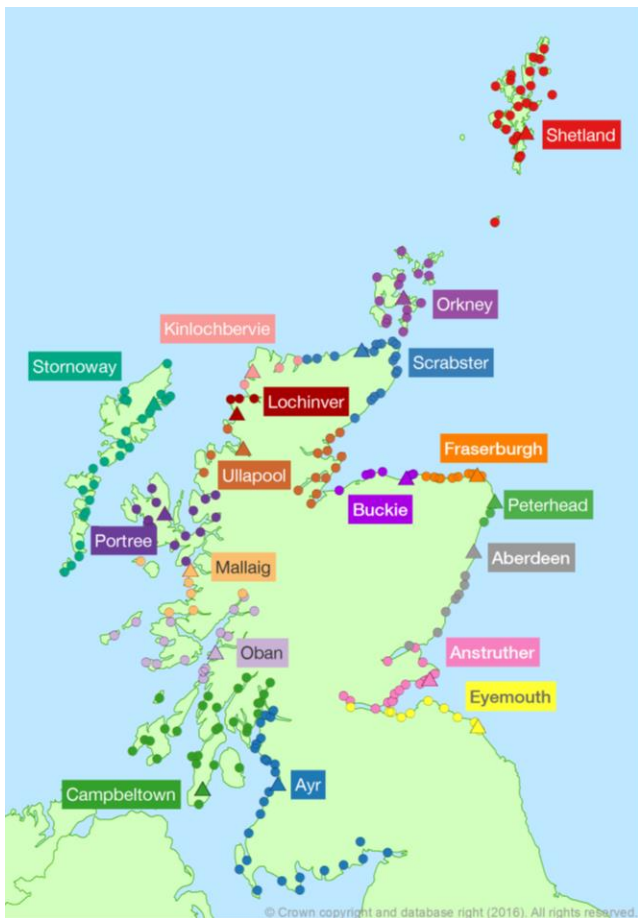 Shetland
Orkney
Kinlochbervie
Scrabster
Stornoway
Lochinver
Fraserburgh
Ullapool
Buckie
Peterhead
Portree
Aberdeen
Mallaig
Oban
Anstruther
Eyemouth
Campbeltown
Ayr
© Crown copyright and database right (2016). All rights reserved